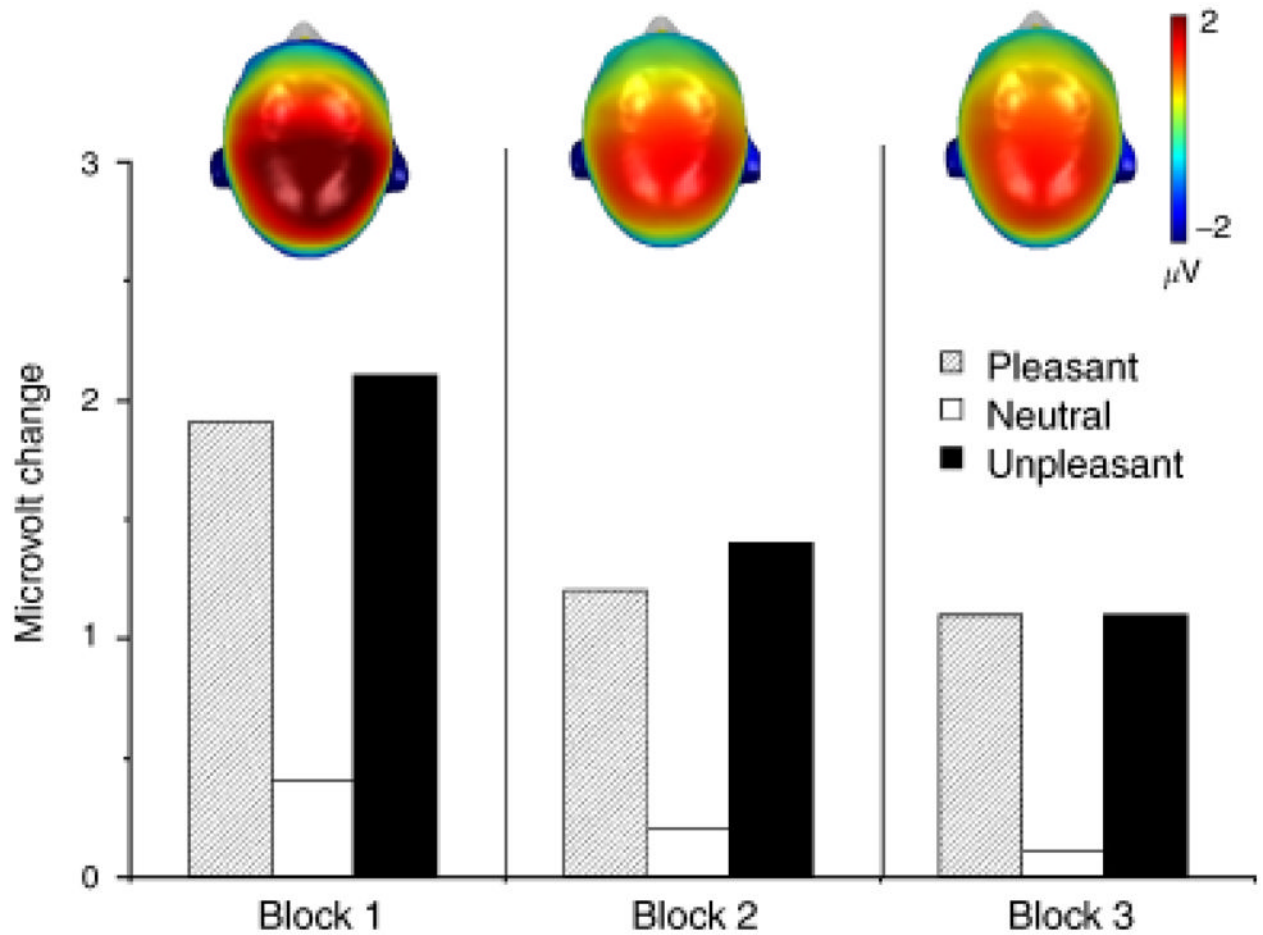 2
−2
μV
3
2
1
0
Microvolt change
Pleasant
Neutral
Unpleasant
Block 1
Block 2
Block 3